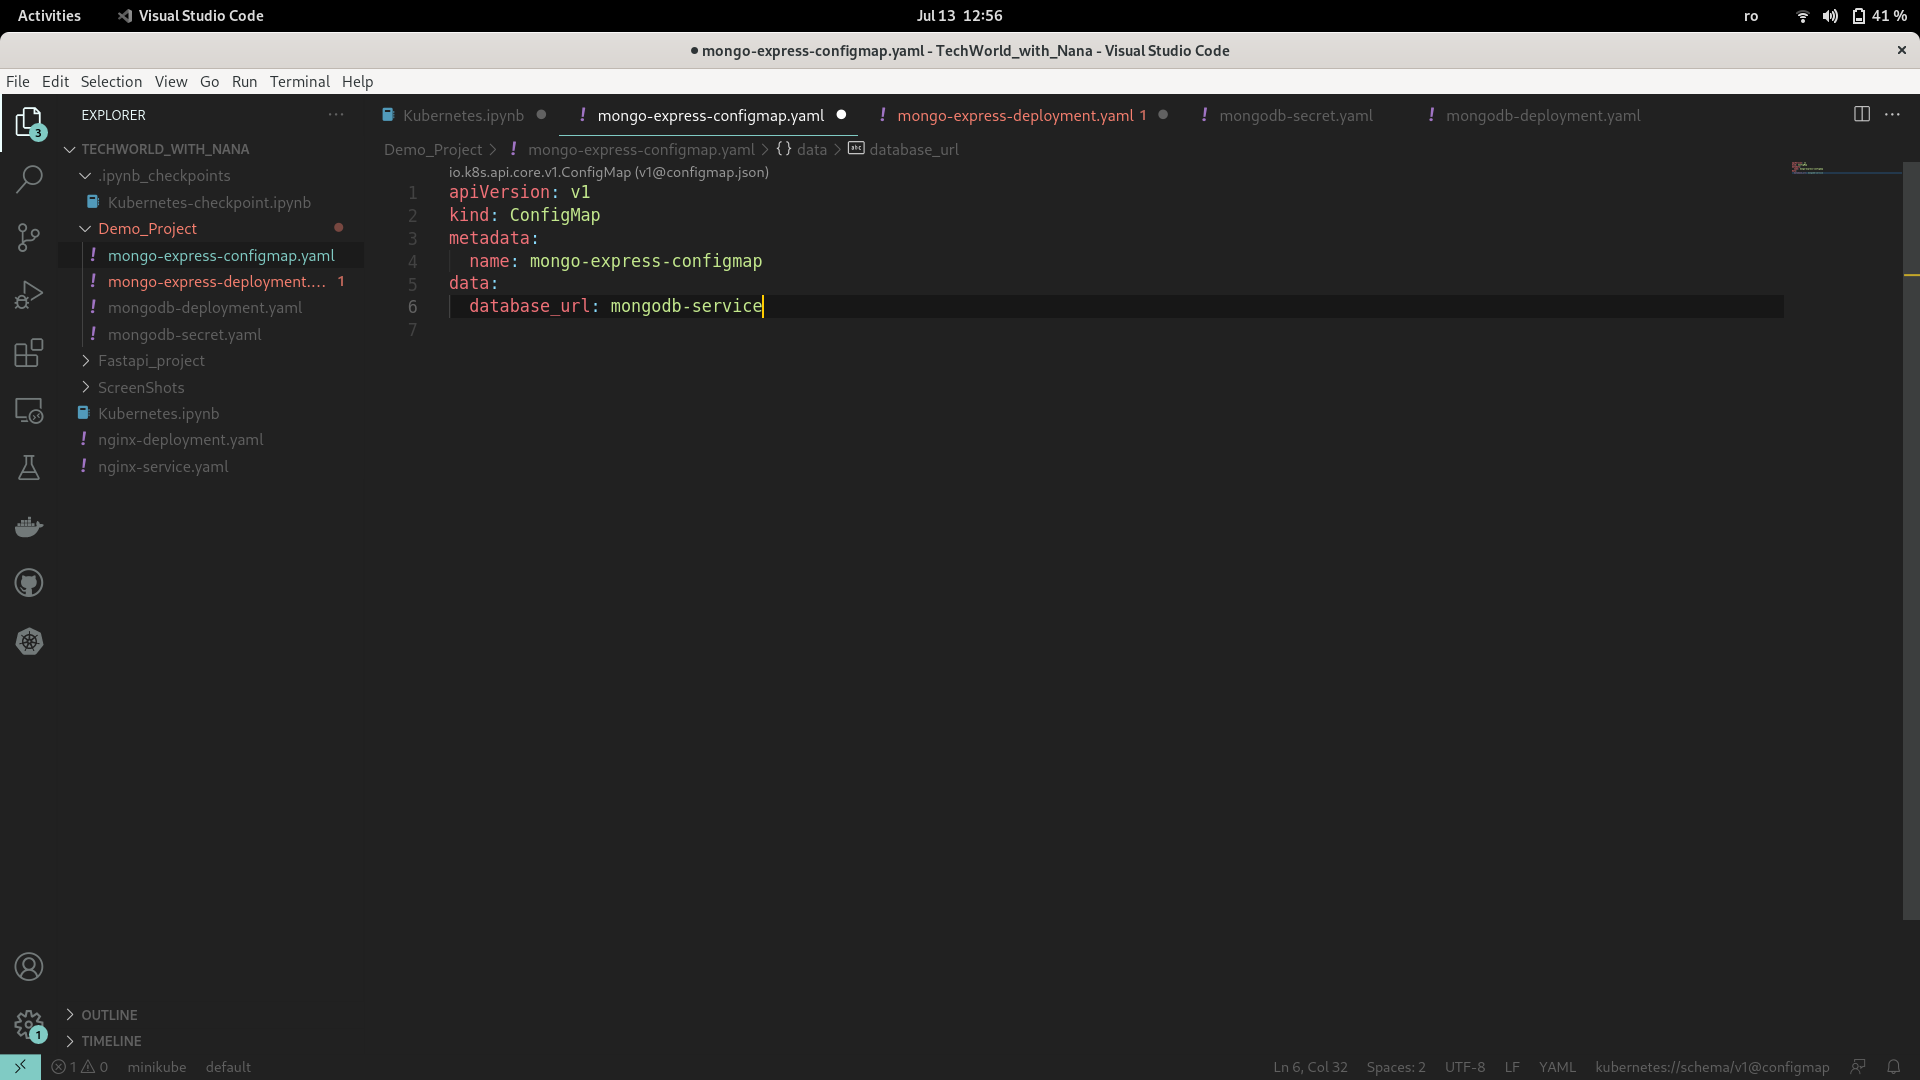 Activities
Visual Studio Code
Jul 13 12:56
ro
41 %
mongo-express-configmap.yaml - TechWorld_with_Nana - Visual Studio Code
File Edit Selection View Go Run Terminal Help
3
EXPLORER
TECHWORLD_WITH_NANA
.ipynb_checkpoints
Kubernetes-checkpoint.ipynb
Demo_Project
! mongo-express-configmap.yaml
! mongo-express-deployment.... 1
! mongodb-deployment.yaml
! mongodb-secret.yaml
Fastapi_project
ScreenShots
Kubernetes.ipynb
! nginx-deployment.yaml
! nginx-service.yaml
OUTLINE
TIMELINE
1
Kubernetes.ipynb
! mongo-express-configmap.yaml
! mongo-express-deployment.yaml 1
! mongodb-secret.yaml
! mongodb-deployment.yaml
Demo_Project > ! mongo-express-configmap.yaml > {} data > abc database_url
io.k8s.api.core.v1.ConfigMap (v1@configmap.json)
1 apiVersion: v1
2 kind: ConfigMap
3 metadata:
4   name: mongo-express-configmap
5 data:
6   database_url: mongodb-service
7
1 0 minikube default
Ln 6, Col 32 Spaces: 2 UTF-8 LF YAML kubernetes://schema/v1@configmap